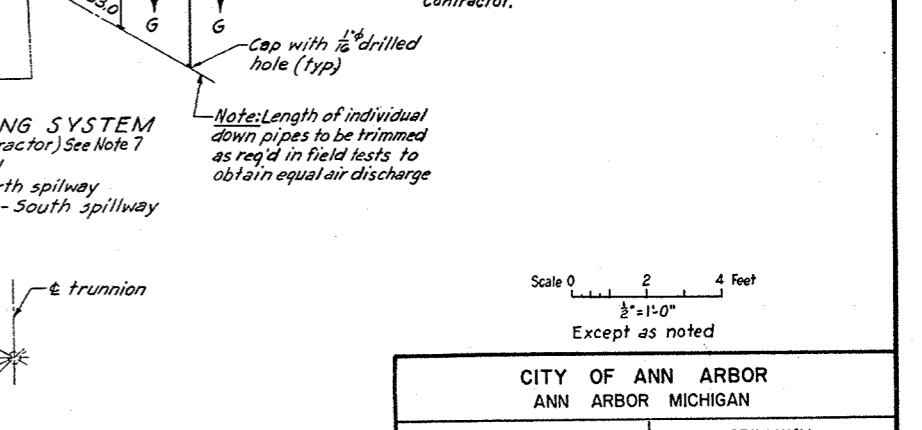 Contractor.
G G
Cap with 1/16"ϕ drilled
hole (typ)
NG SYSTEM
ractor) See Note 7
rth spilway
- South spillway
Note: Length of individual
down pipes to be trimmed
as req'd in field tests to
obtain equal air discharge
℄ trunnion
Scale 0 2 4 Feet
½"=1'-0"
Except as noted
CITY OF ANN ARBOR
ANN ARBOR MICHIGAN